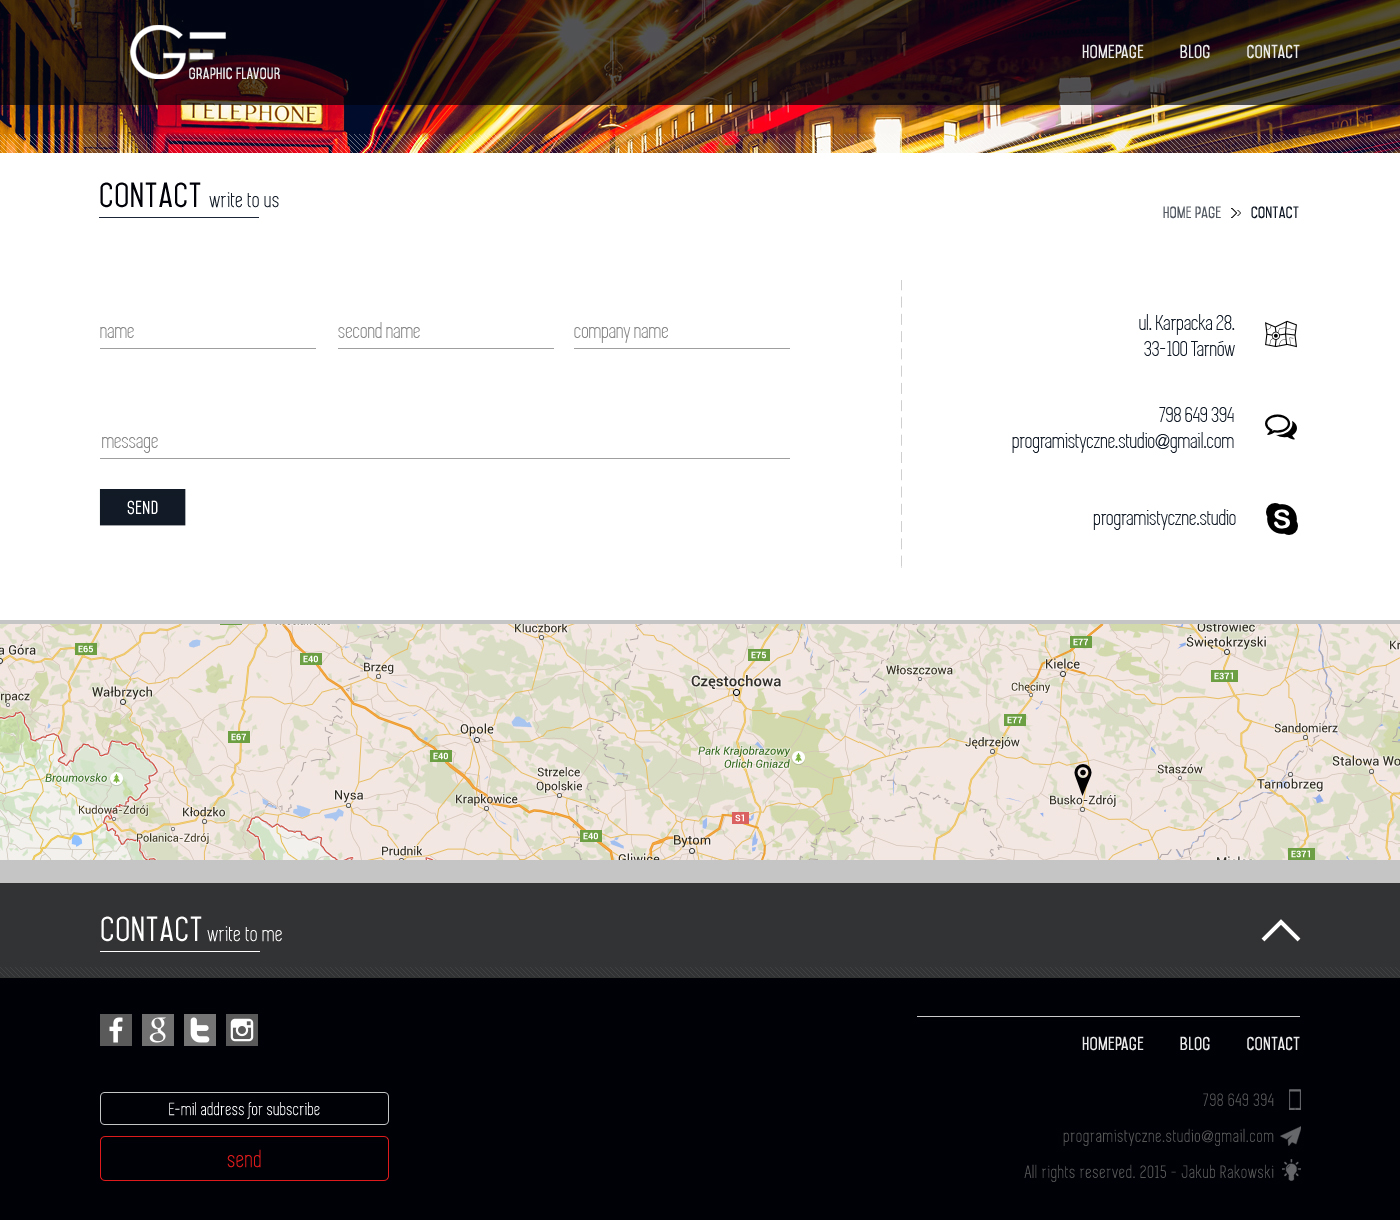 GF
GRAPHIC FLAVOUR
HOMEPAGE BLOG CONTACT
TELEPHONE
CONTACT write to us
HOME PAGE CONTACT
name second name company name
message
SEND
ul. Karpacka 28.
33-100 Tarnów
798 649 394
programistyczne.studio@gmail.com
programistyczne.studio
S
Kluczbork
Ostrowiec
Świętokrzyski
a Góra
E65
E40
Brzeg
E75
Włoszczowa
E77
Kielce
E371
Kr
rpacz
Wałbrzych
Częstochowa
Chęciny
E67
Opole
E77
Sandomierz
E40
Park Krajobrazowy
Orlich Gniazd
Jędrzejów
Stalowa Wo
Broumovsko
Strzelce
Opolskie
Staszów
Tarnobrzeg
Nysa
Krapkowice
Busko-Zdrój
Kudowa-Zdrój
Kłodzko
S1
Polanica-Zdrój
E40
Bytom
Prudnik
Gliwice
E371
CONTACT write to me
HOMEPAGE BLOG CONTACT
E-mil address for subscribe
send
798 649 394
programistyczne.studio@gmail.com
All rights reserved. 2015 - Jakub Rakowski